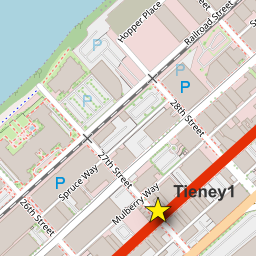 Hopper Place
Railroad Street
P
P
P
28th Street
27th Street
Spruce Way
Mulberry Way
26th Street
P
P
Tieney1